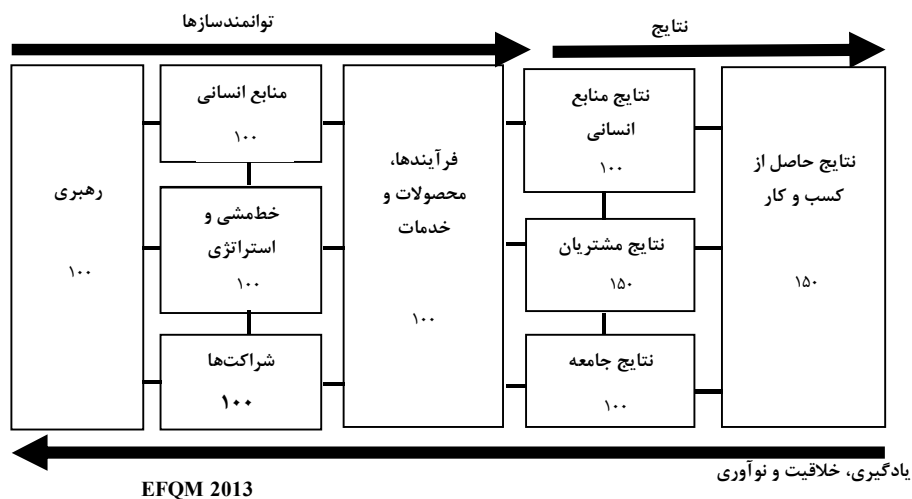 توانمندسازها
نتایج
رهبری
۱۰۰
منابع انسانی
۱۰۰
خط‌مشی و
استراتژی
۱۰۰
شراکت‌ها
۱۰۰
فرآیندها،
محصولات و
خدمات
۱۰۰
نتایج منابع
انسانی
۱۰۰
نتایج مشتریان
۱۵۰
نتایج جامعه
۱۰۰
نتایج حاصل از
کسب و کار
۱۵۰
یادگیری، خلاقیت و نوآوری
EFQM 2013